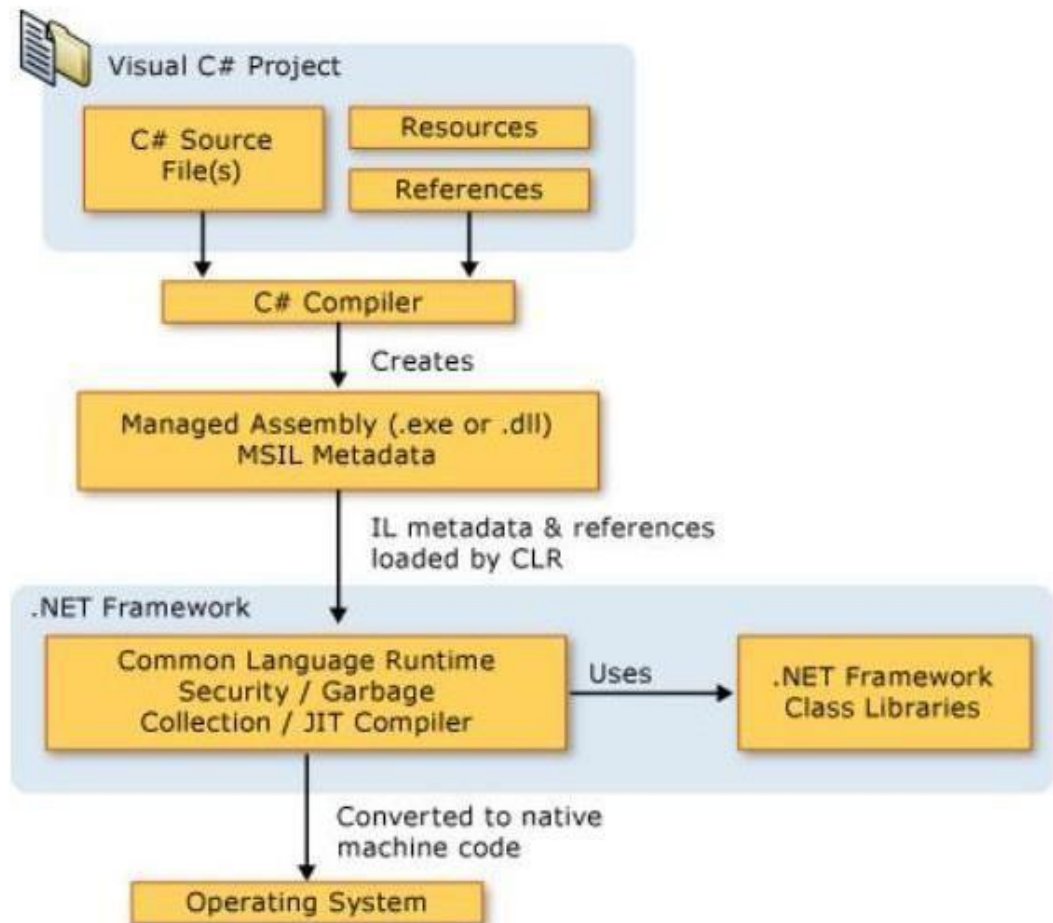 Visual C# Project
C# Source
File(s)
Resources
References
C# Compiler
Creates
Managed Assembly (.exe or .dll)
MSIL Metadata
IL metadata & references
loaded by CLR
.NET Framework
Common Language Runtime
Security / Garbage
Collection / JIT Compiler
Uses
.NET Framework
Class Libraries
Converted to native
machine code
Operating System